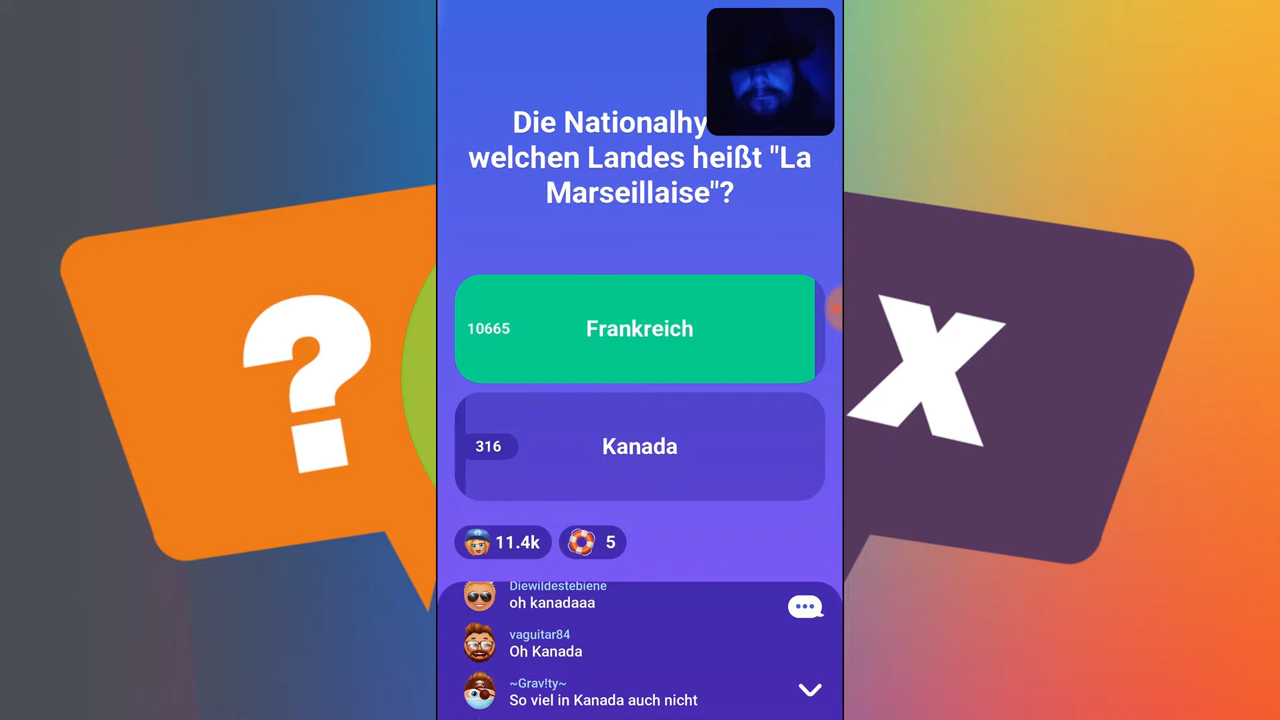 Die Nationalhy
welchen Landes heißt "La
Marseillaise"?
10665 Frankreich
316 Kanada
11.4k 5
Diewildestebiene
oh kanadaaa
vaguitar84
Oh Kanada
~Grav!ty~
So viel in Kanada auch nicht
? X